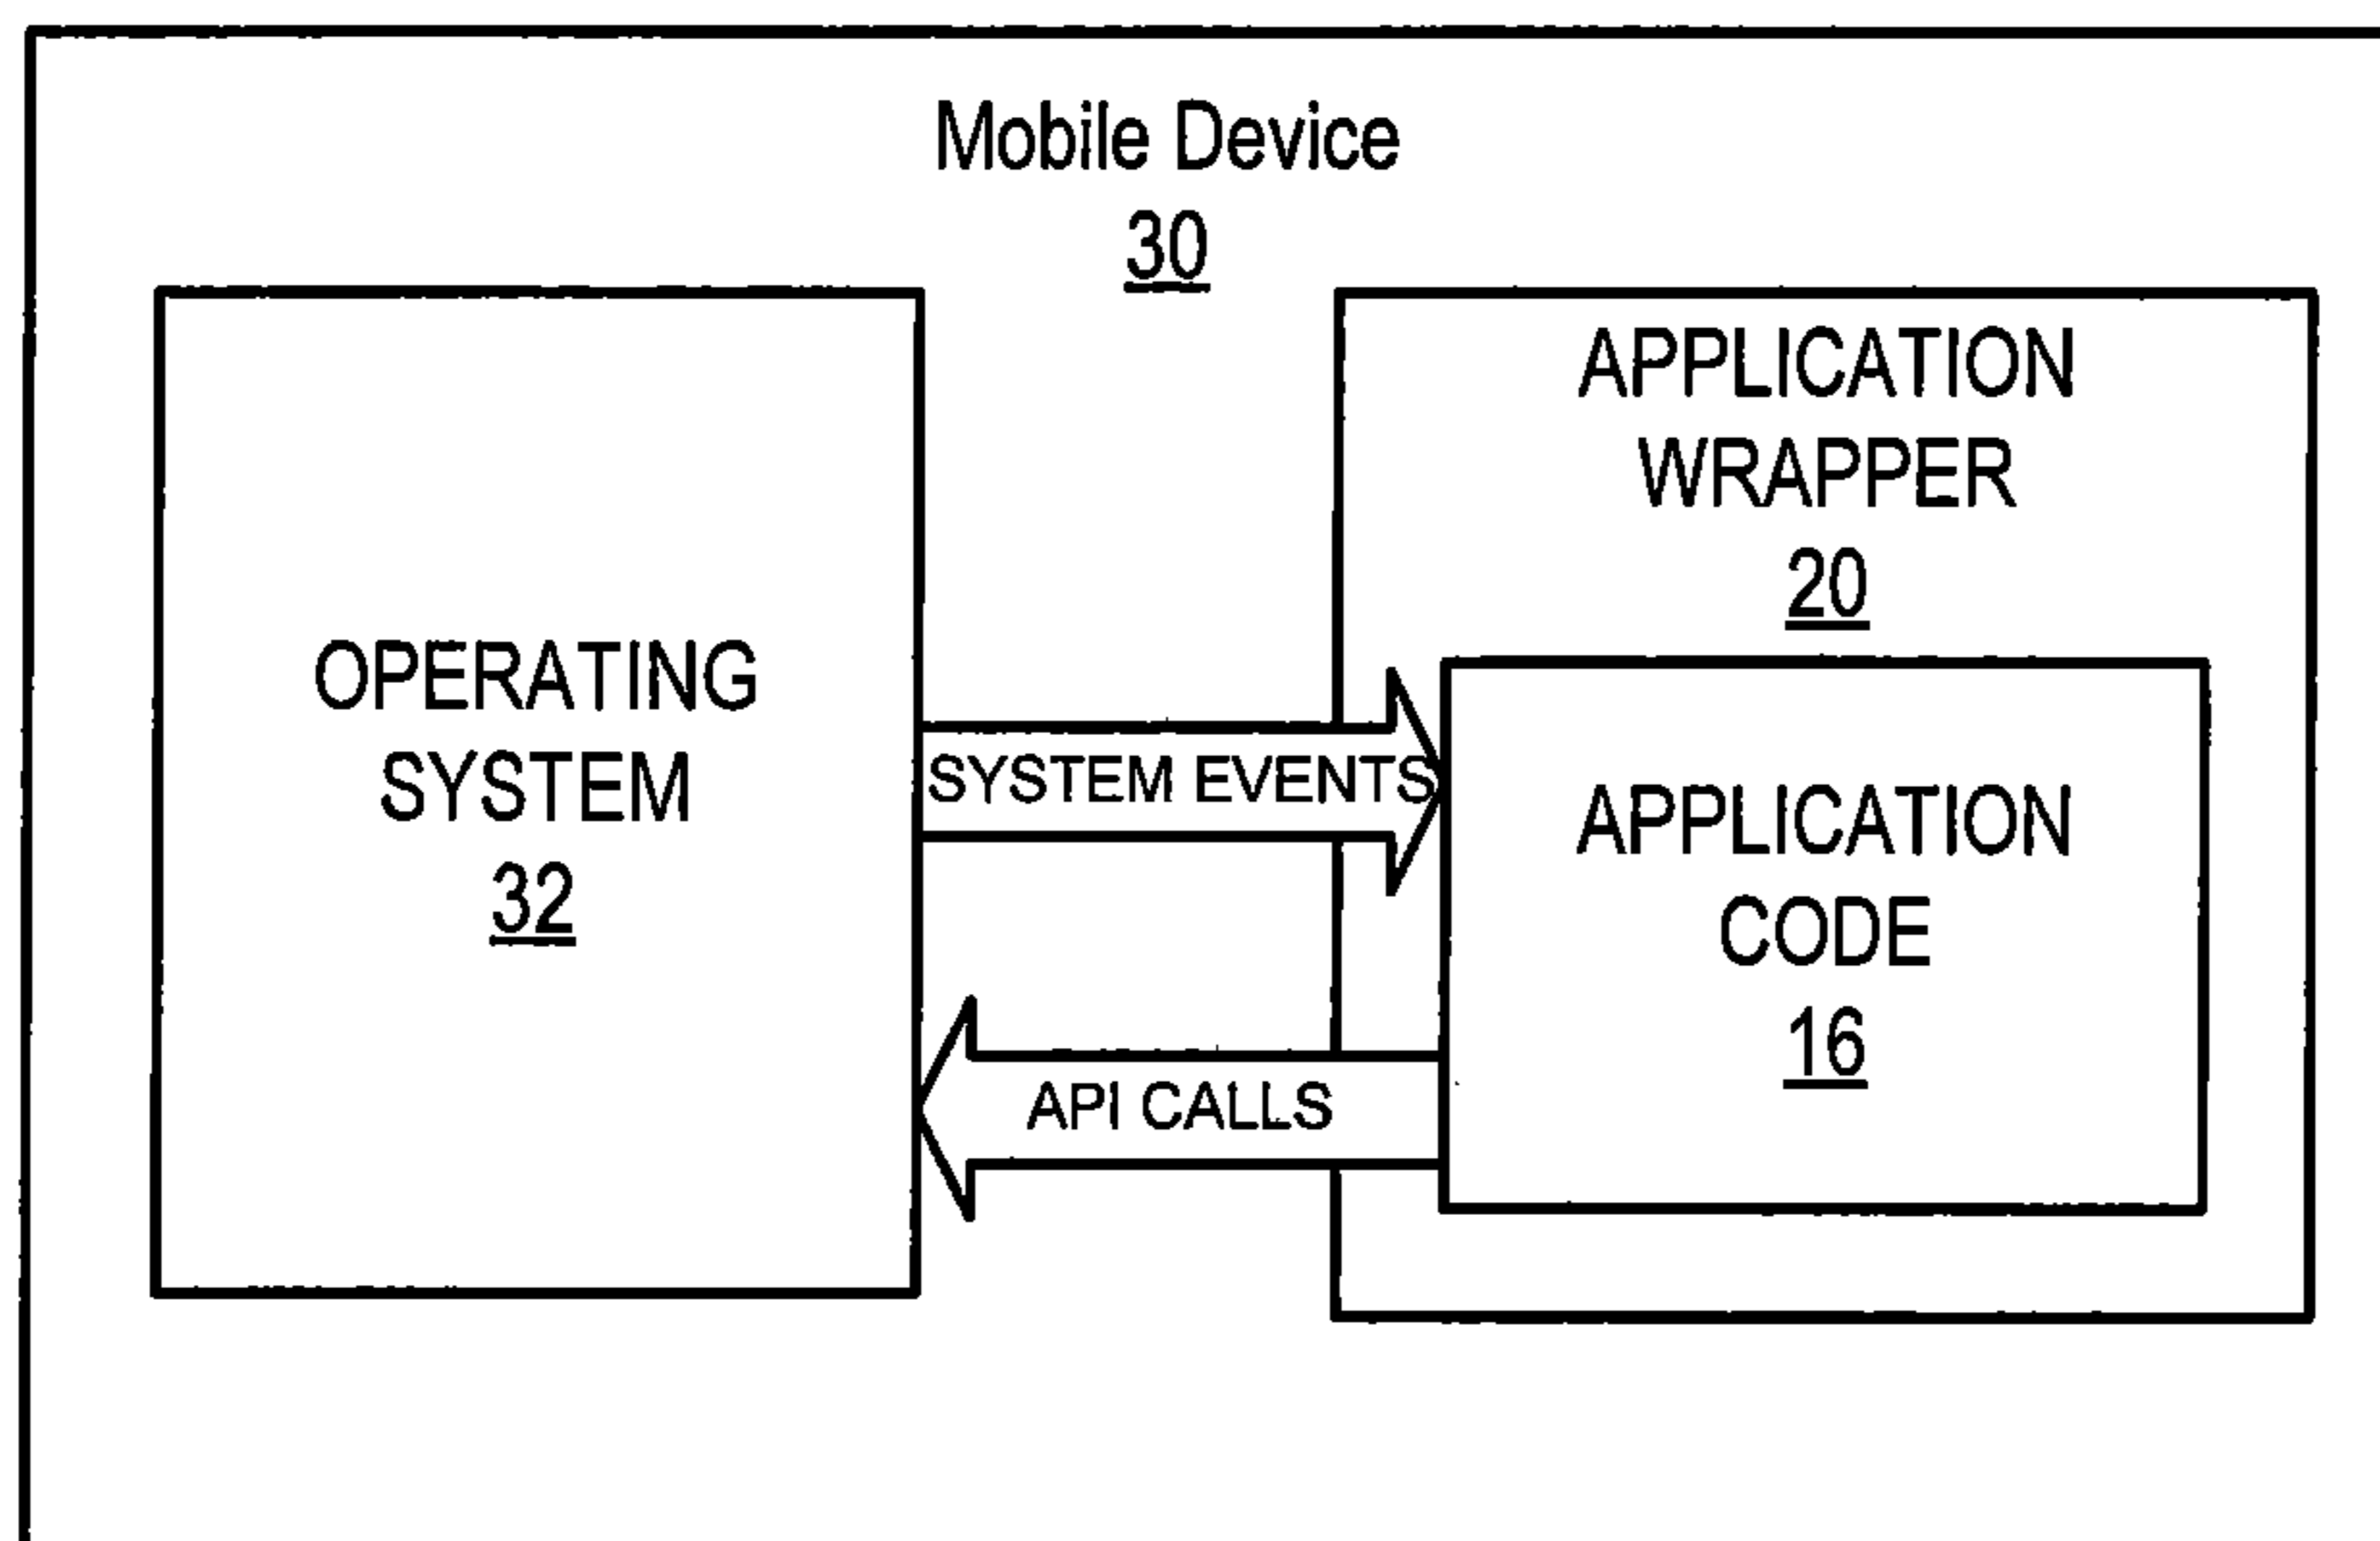 Mobile Device
30
OPERATING
SYSTEM
32
APPLICATION
WRAPPER
20
SYSTEM EVENTS
API CALLS
APPLICATION
CODE
16